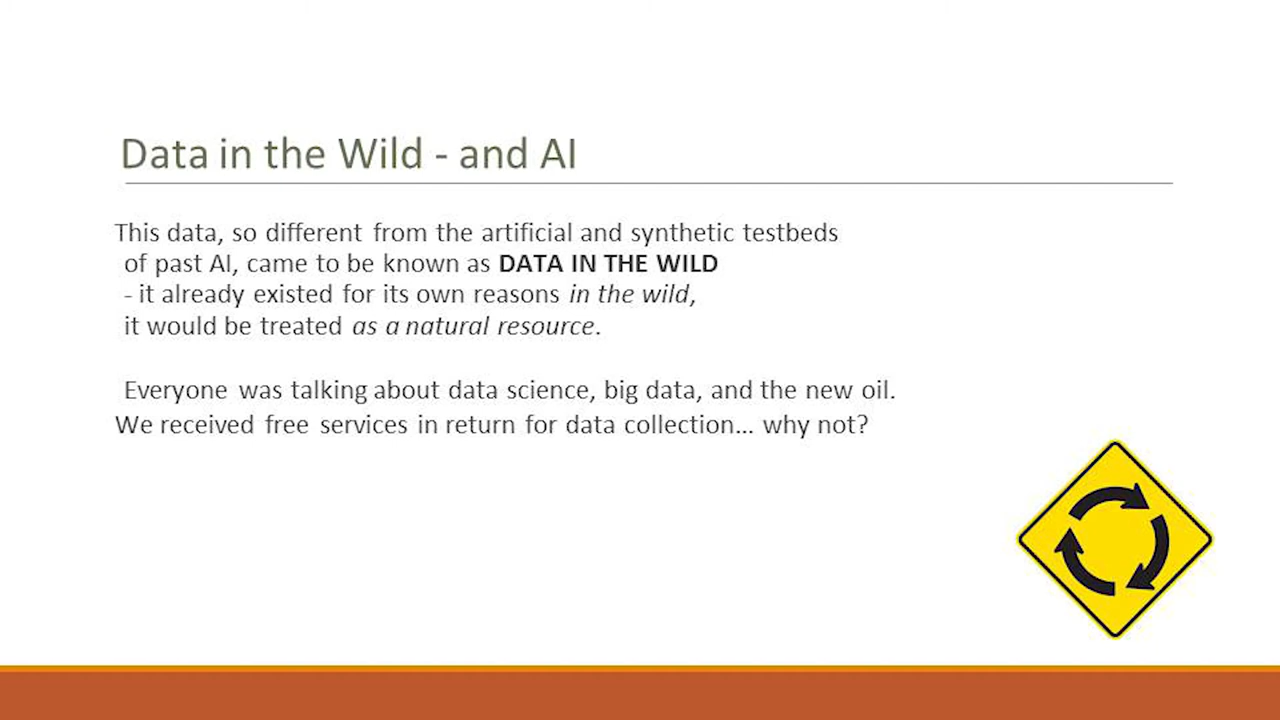 Data in the Wild - and AI
This data, so different from the artificial and synthetic testbeds
of past AI, came to be known as DATA IN THE WILD
- it already existed for its own reasons in the wild,
it would be treated as a natural resource.
Everyone was talking about data science, big data, and the new oil.
We received free services in return for data collection... why not?